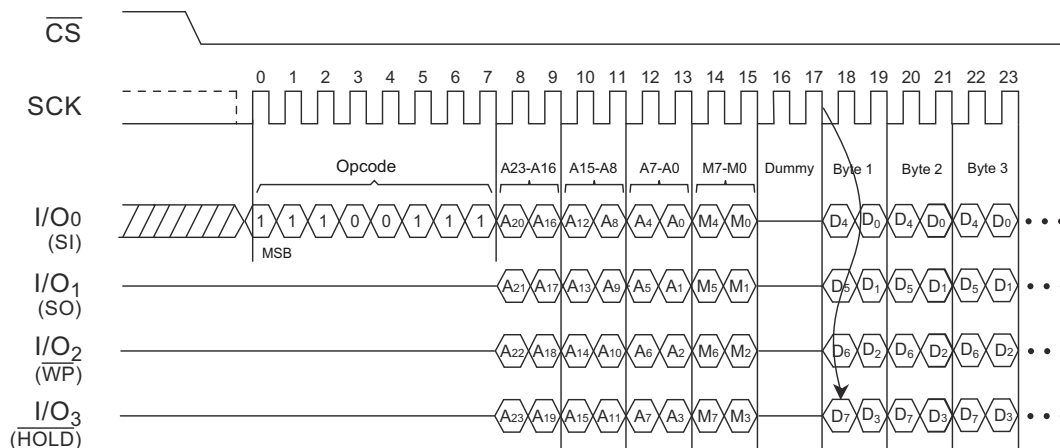 CS
0 1 2 3 4 5 6 7 8 9 10 11 12 13 14 15 16 17 18 19 20 21 22 23
SCK
Opcode A23-A16 A15-A8 A7-A0 M7-M0 Dummy Byte 1 Byte 2 Byte 3
I/O0 1 1 1 0 0 1 1 1 A20 A16 A12 A8 A4 A0 M4 M0 D4 D0 D4 D0 D4 D0
(SI)
MSB
I/O1 A21 A17 A13 A9 A5 A1 M5 M1 D5 D1 D5 D1 D5 D1
(SO)
I/O2 A22 A18 A14 A10 A6 A2 M6 M2 D6 D2 D6 D2 D6 D2
(WP)
I/O3 A23 A19 A15 A11 A7 A3 M7 M3 D7 D3 D7 D3 D7 D3
(HOLD)